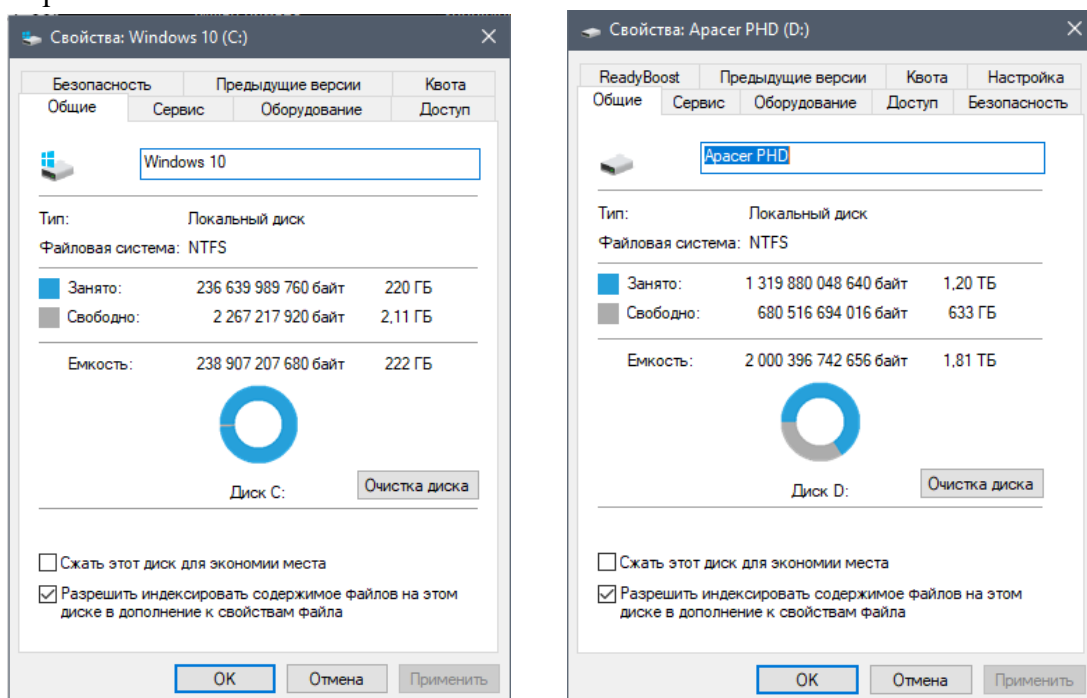 Свойства: Windows 10 (C:)
Безопасность Предыдущие версии Квота
Общие Сервис Оборудование Доступ
Windows 10
Тип: Локальный диск
Файловая система: NTFS
Занято: 236 639 989 760 байт 220 ГБ
Свободно: 2 267 217 920 байт 2,11 ГБ
Емкость: 238 907 207 680 байт 222 ГБ
Диск C: Очистка диска
Сжать этот диск для экономии места
Разрешить индексировать содержимое файлов на этом
диске в дополнение к свойствам файла
OK Отмена Применить
Свойства: Apacer PHD (D:)
ReadyBoost Предыдущие версии Квота Настройка
Общие Сервис Оборудование Доступ Безопасность
Apacer PHD
Тип: Локальный диск
Файловая система: NTFS
Занято: 1 319 880 048 640 байт 1,20 ТБ
Свободно: 680 516 694 016 байт 633 ГБ
Емкость: 2 000 396 742 656 байт 1,81 ТБ
Диск D: Очистка диска
Сжать этот диск для экономии места
Разрешить индексировать содержимое файлов на этом
диске в дополнение к свойствам файла
OK Отмена Применить